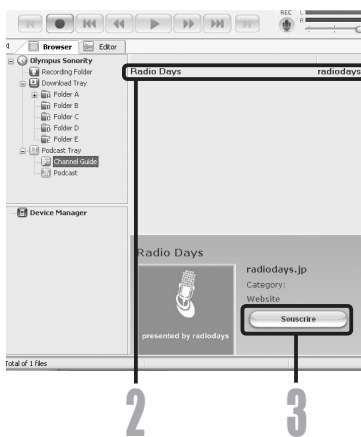 REC L
R
Browser Editor
Olympus Sonority
Recording Folder
Download Tray
Folder A
Folder B
Folder C
Folder D
Folder E
Podcast Tray
Channel Guide
Podcast
Device Manager
Radio Days radiodays
Radio Days
presented by radiodays
radiodays.jp
Category:
Website
Souscrire
Total of 1 files
2 3